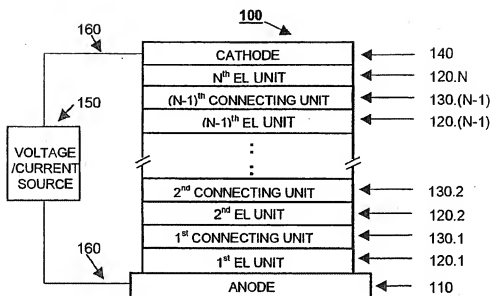 100
160
CATHODE 140
Nth EL UNIT 120.N
150
(N-1)th CONNECTING UNIT 130.(N-1)
(N-1)th EL UNIT 120.(N-1)
VOLTAGE
/CURRENT
SOURCE
2nd CONNECTING UNIT 130.2
2nd EL UNIT 120.2
1st CONNECTING UNIT 130.1
160
1st EL UNIT 120.1
ANODE 110